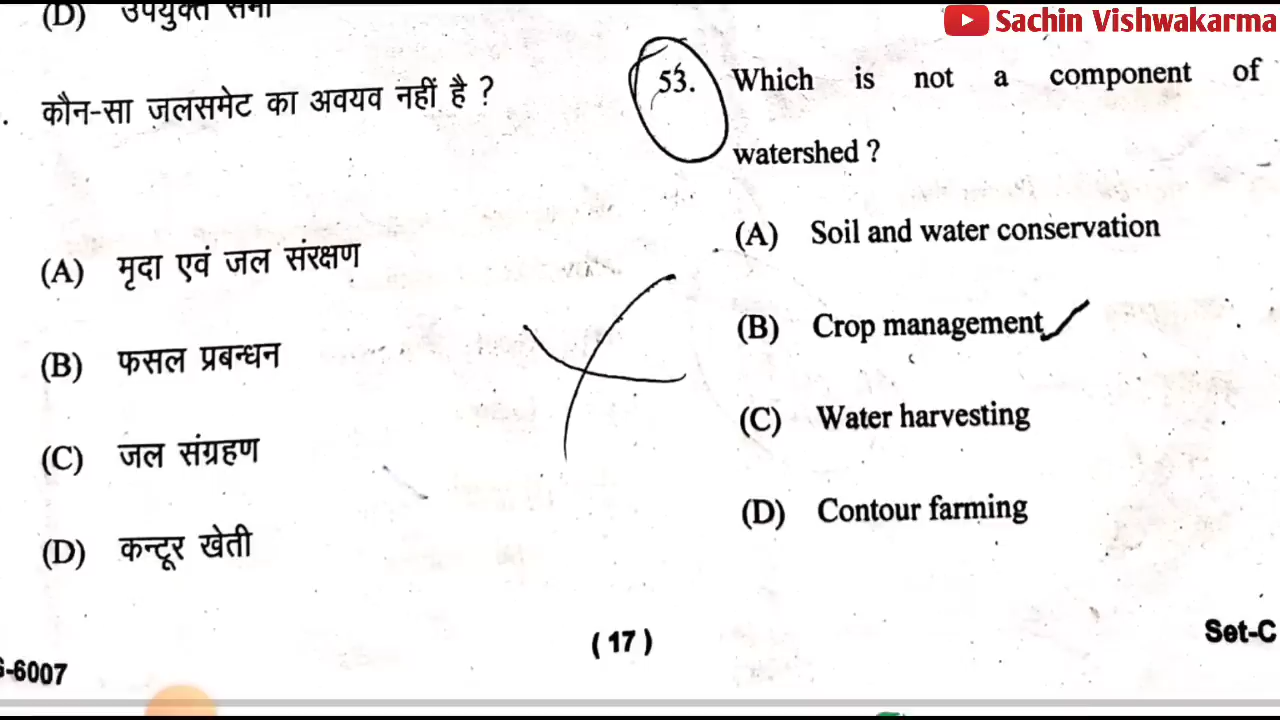 Sachin Vishwakarma
(D) उपर्युक्त सभी
कौन-सा जलसमेट का अवयव नहीं है ?
(A) मृदा एवं जल संरक्षण
(B) फसल प्रबन्धन
(C) जल संग्रहण
(D) कन्टूर खेती
53. Which is not a component of
watershed ?
(A) Soil and water conservation
(B) Crop management
(C) Water harvesting
(D) Contour farming
(17)
Set-C
-6007